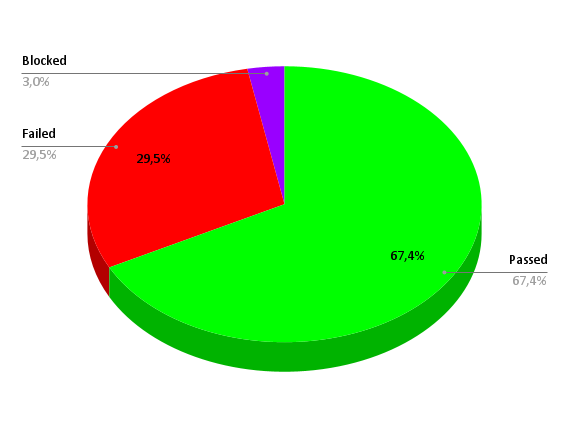 Blocked
3,0%
Failed
29,5%
29,5%
67,4%
Passed
67,4%